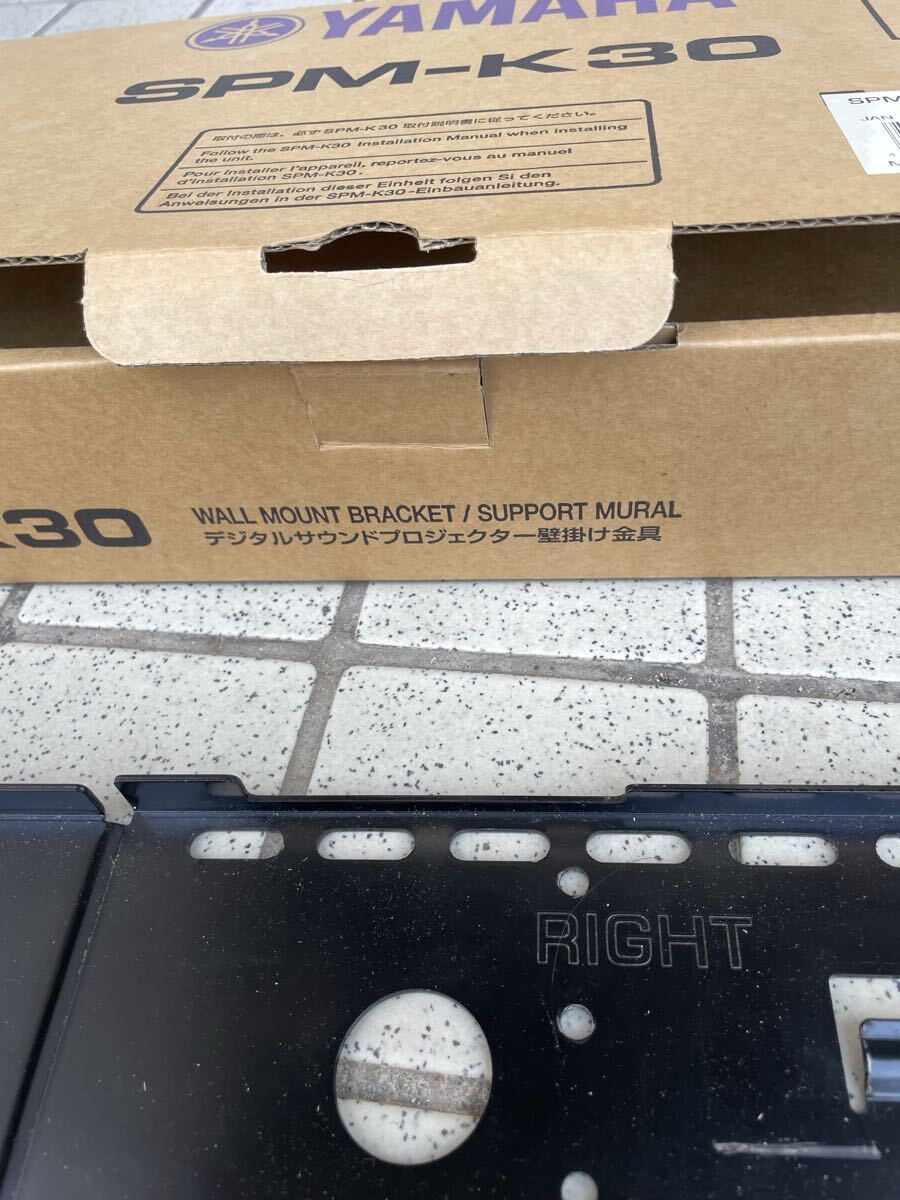 YAMAHA
SPM-K30
取付の際は、必ずSPM-K30 取付説明書に従ってください。
Follow the SPM-K30 Installation Manual when installing
the unit.
Pour installer l'appareil, reportez-vous au manuel
d'installation SPM-K30.
Bei der Installation dieser Einheit folgen Si den
Anweisungen in der SPM-K30-Einbauanleitung.
SPM
JAN
K30
WALL MOUNT BRACKET / SUPPORT MURAL
デジタルサウンドプロジェクター壁掛け金具
RIGHT